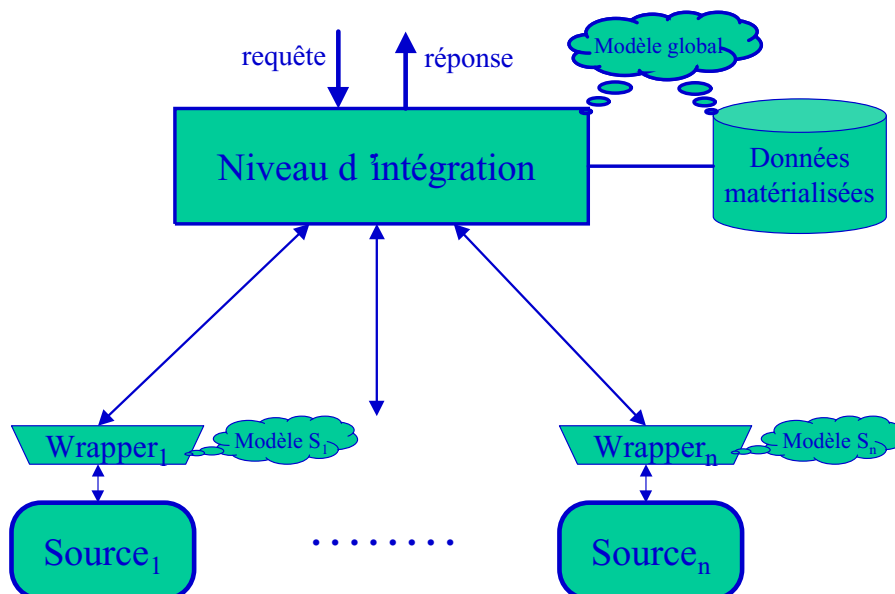 Modèle global
requête
réponse
Niveau d ’intégration
Données
matérialisées
Wrapper₁
Modèle S₁
Wrapperₙ
Modèle Sₙ
Source₁
. . . . . . . .
Sourceₙ